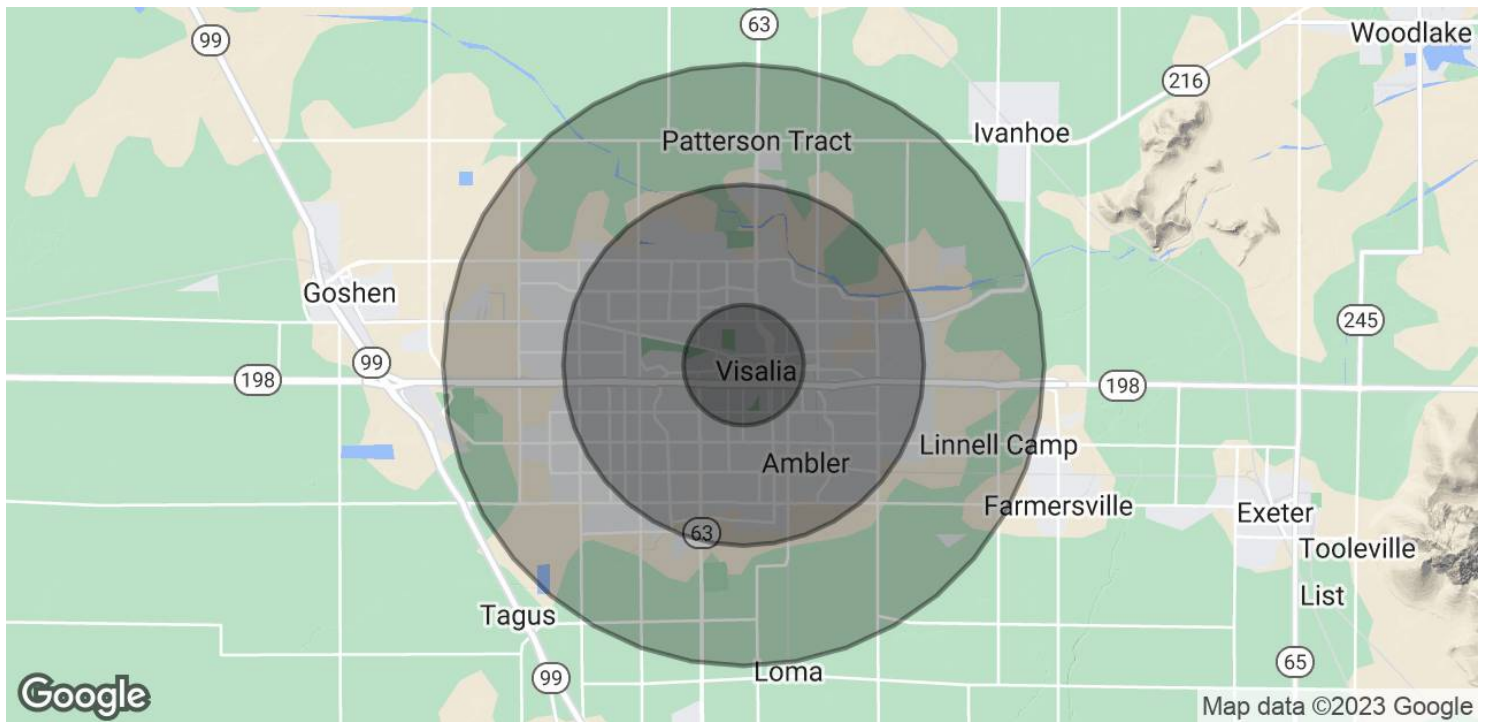 63
99
Woodlake
216
Patterson Tract
Ivanhoe
Goshen
245
99
Visalia
198
198
Linnell Camp
Ambler
Farmersville
Exeter
63
Tooleville
List
Tagus
Loma
65
99
Google
Map data ©2023 Google